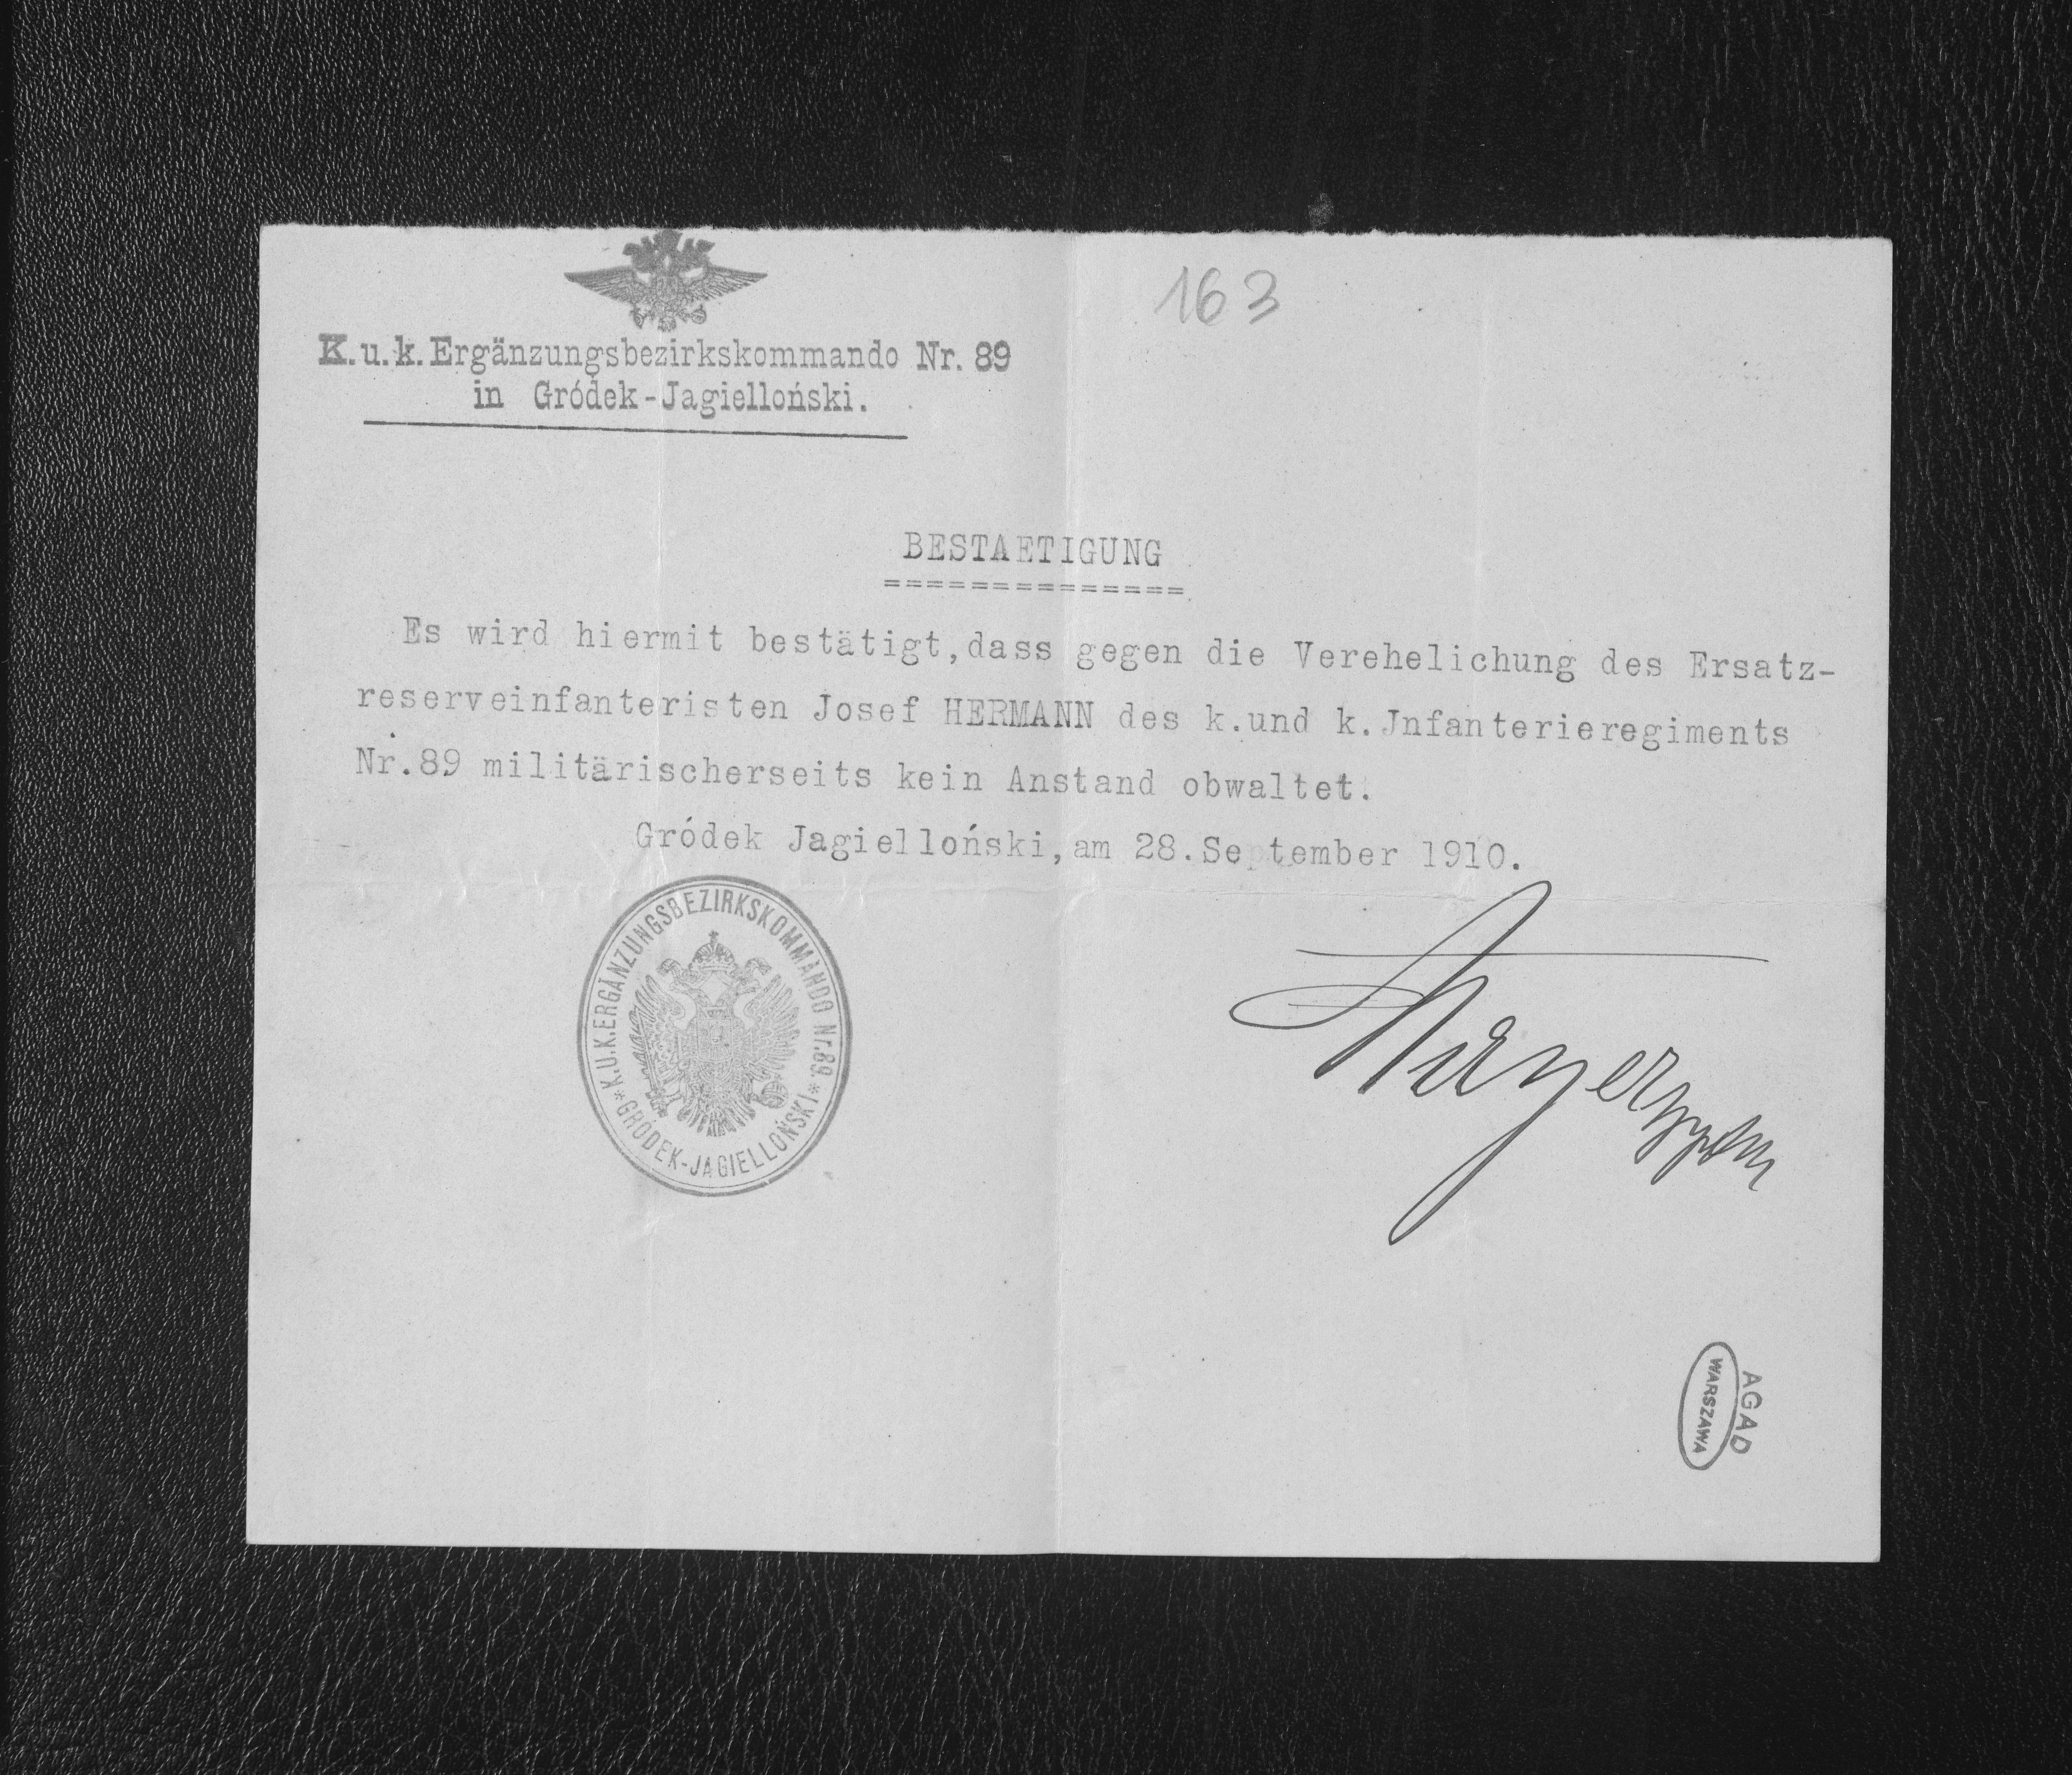 163
K.u.k. Ergänzungsbezirkskommando Nr. 89
in Gródek-Jagielloński.
BESTAETIGUNG
==============
Es wird hiermit bestätigt, dass gegen die Verehelichung des Ersatz-
reserveinfanteristen Josef HERMANN des k.und k.Jnfanterieregiments
Nr.89 militärischerseits kein Anstand obwaltet.
Gródek Jagielloński, am 28.September 1910.
*K.U.K.ERGÄNZUNGSBEZIRKSKOMMANDO Nr.89.*
GRÓDEK-JAGIELLOŃSKI
AGAD
WARSZAWA